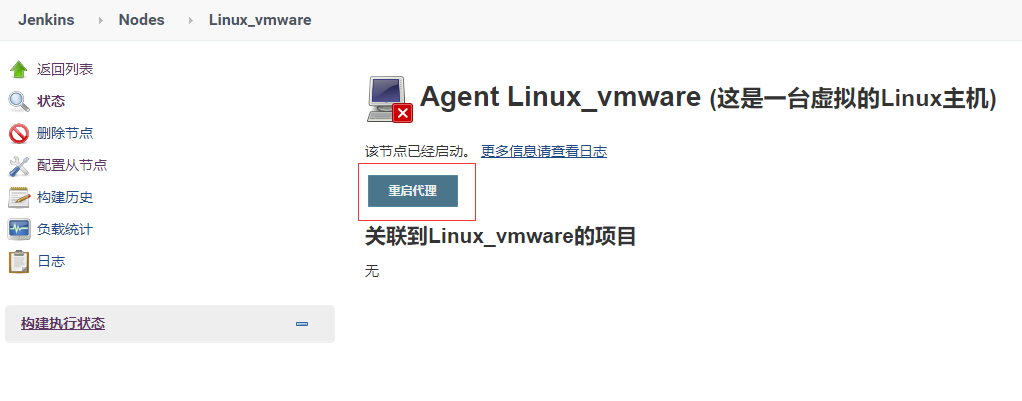 Jenkins Nodes Linux_vmware
返回列表
状态
删除节点
配置从节点
构建历史
负载统计
日志
构建执行状态
Agent Linux_vmware (这是一台虚拟的Linux主机)
该节点已经启动。 更多信息请查看日志
重启代理
关联到Linux_vmware的项目
无